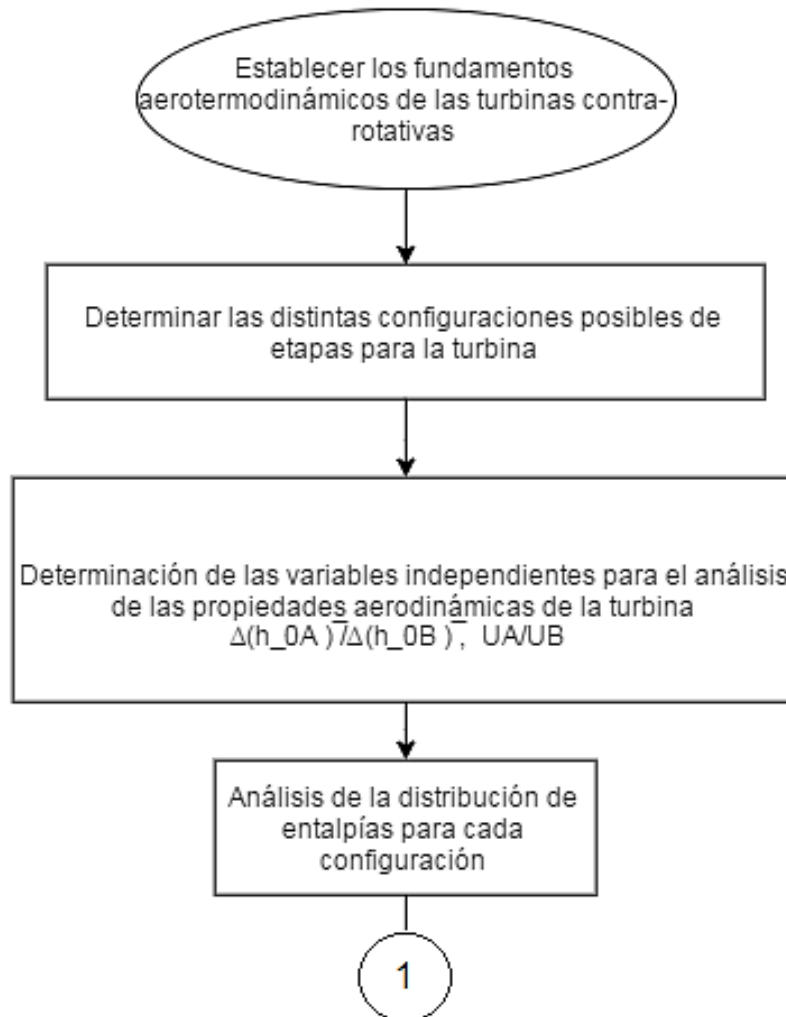 Establecer los fundamentos
aerotermodinámicos de las turbinas contra-
rotativas
Determinar las distintas configuraciones posibles de
etapas para la turbina
Determinación de las variables independientes para el análisis
de las propiedades aerodinámicas de la turbina
∆(h_0A ) ̅/∆(h_0B ) ̅, UA/UB
Análisis de la distribución de
entalpías para cada
configuración
1